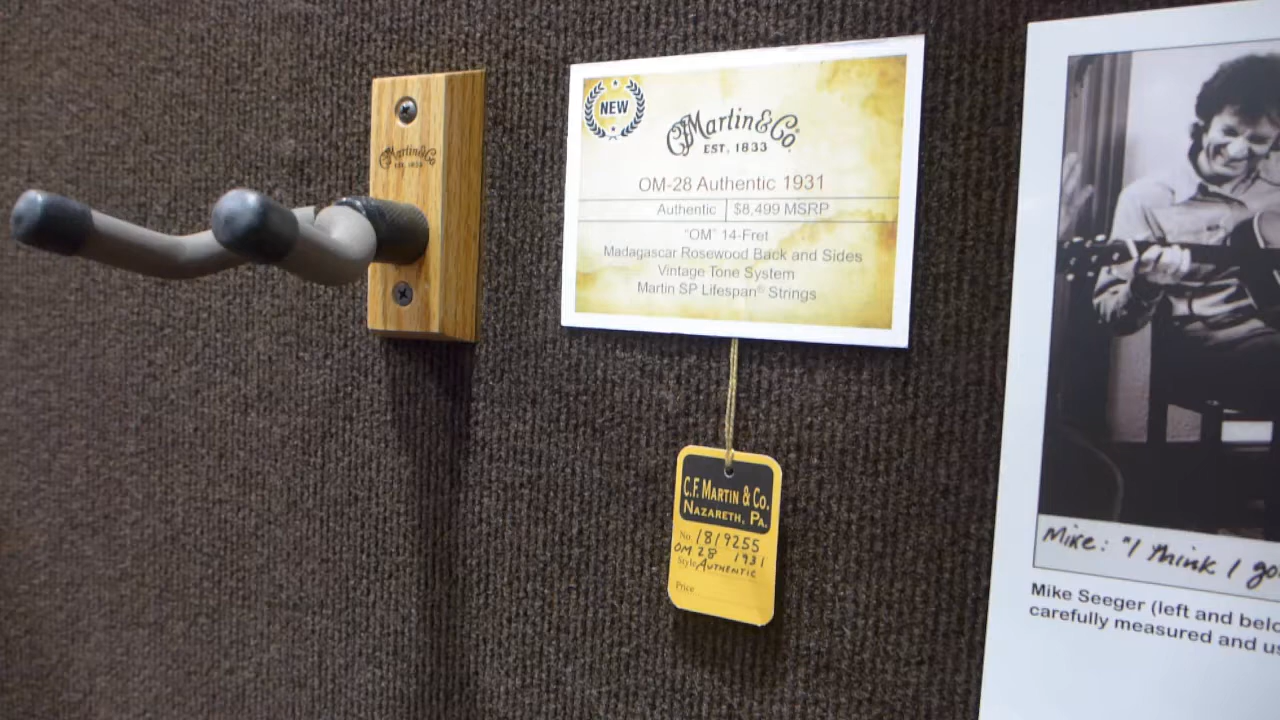 Martin & Co.
EST. 1833
NEW
Martin & Co.
EST. 1833
OM-28 Authentic 1931
Authentic $8,499 MSRP
"OM" 14-Fret
Madagascar Rosewood Back and Sides
Vintage Tone System
Martin SP Lifespan® Strings
C.F. MARTIN & CO.
NAZARETH, PA.
No. 1819255
OM 28 1931
Style AUTHENTIC
Price
Mike: "I think I go
Mike Seeger (left and belo
carefully measured and us